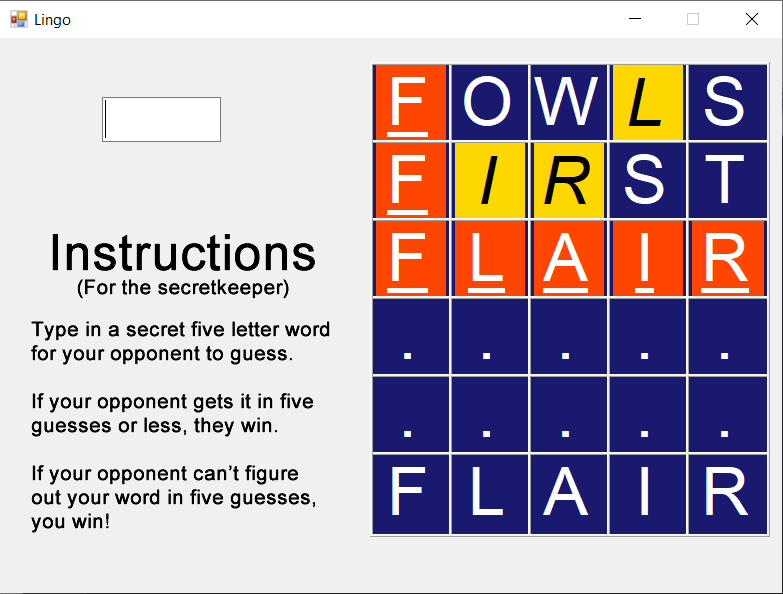 Lingo
Instructions
(For the secretkeeper)
Type in a secret five letter word
for your opponent to guess.
If your opponent gets it in five
guesses or less, they win.
If your opponent can’t figure
out your word in five guesses,
you win!
F O W L S
F I R S T
F L A I R
. . . . .
. . . . .
F L A I R